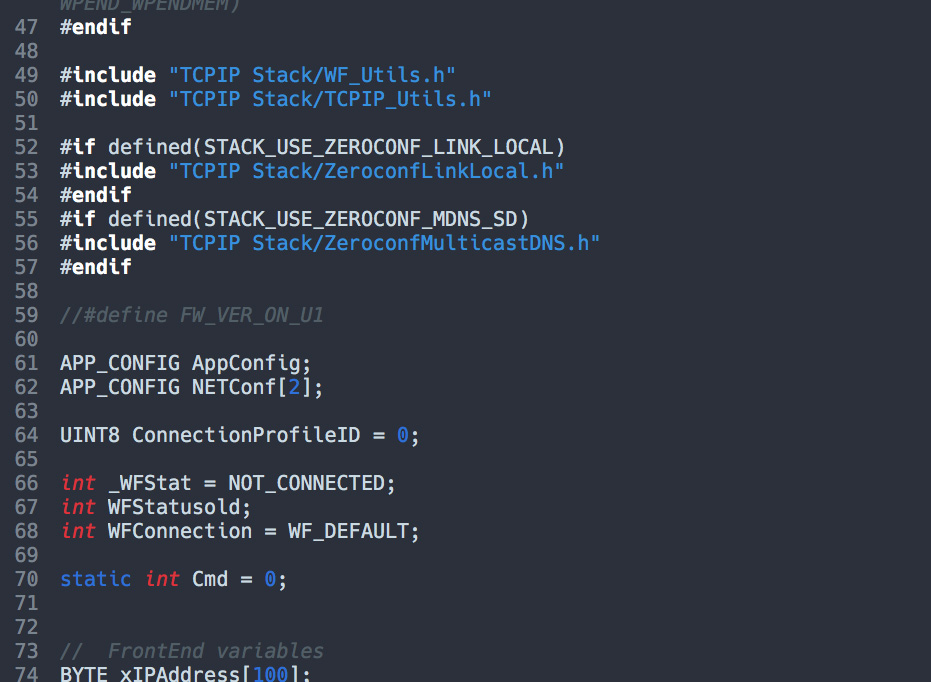 WPEND_WPENDMEM)
47 #endif
48
49 #include "TCPIP Stack/WF_Utils.h"
50 #include "TCPIP Stack/TCPIP_Utils.h"
51
52 #if defined(STACK_USE_ZEROCONF_LINK_LOCAL)
53 #include "TCPIP Stack/ZeroconfLinkLocal.h"
54 #endif
55 #if defined(STACK_USE_ZEROCONF_MDNS_SD)
56 #include "TCPIP Stack/ZeroconfMulticastDNS.h"
57 #endif
58
59 //#define FW_VER_ON_U1
60
61 APP_CONFIG AppConfig;
62 APP_CONFIG NETConf[2];
63
64 UINT8 ConnectionProfileID = 0;
65
66 int _WFStat = NOT_CONNECTED;
67 int WFStatusold;
68 int WFConnection = WF_DEFAULT;
69
70 static int Cmd = 0;
71
72
73 //  FrontEnd variables
74 BYTE xIPAddress[100];